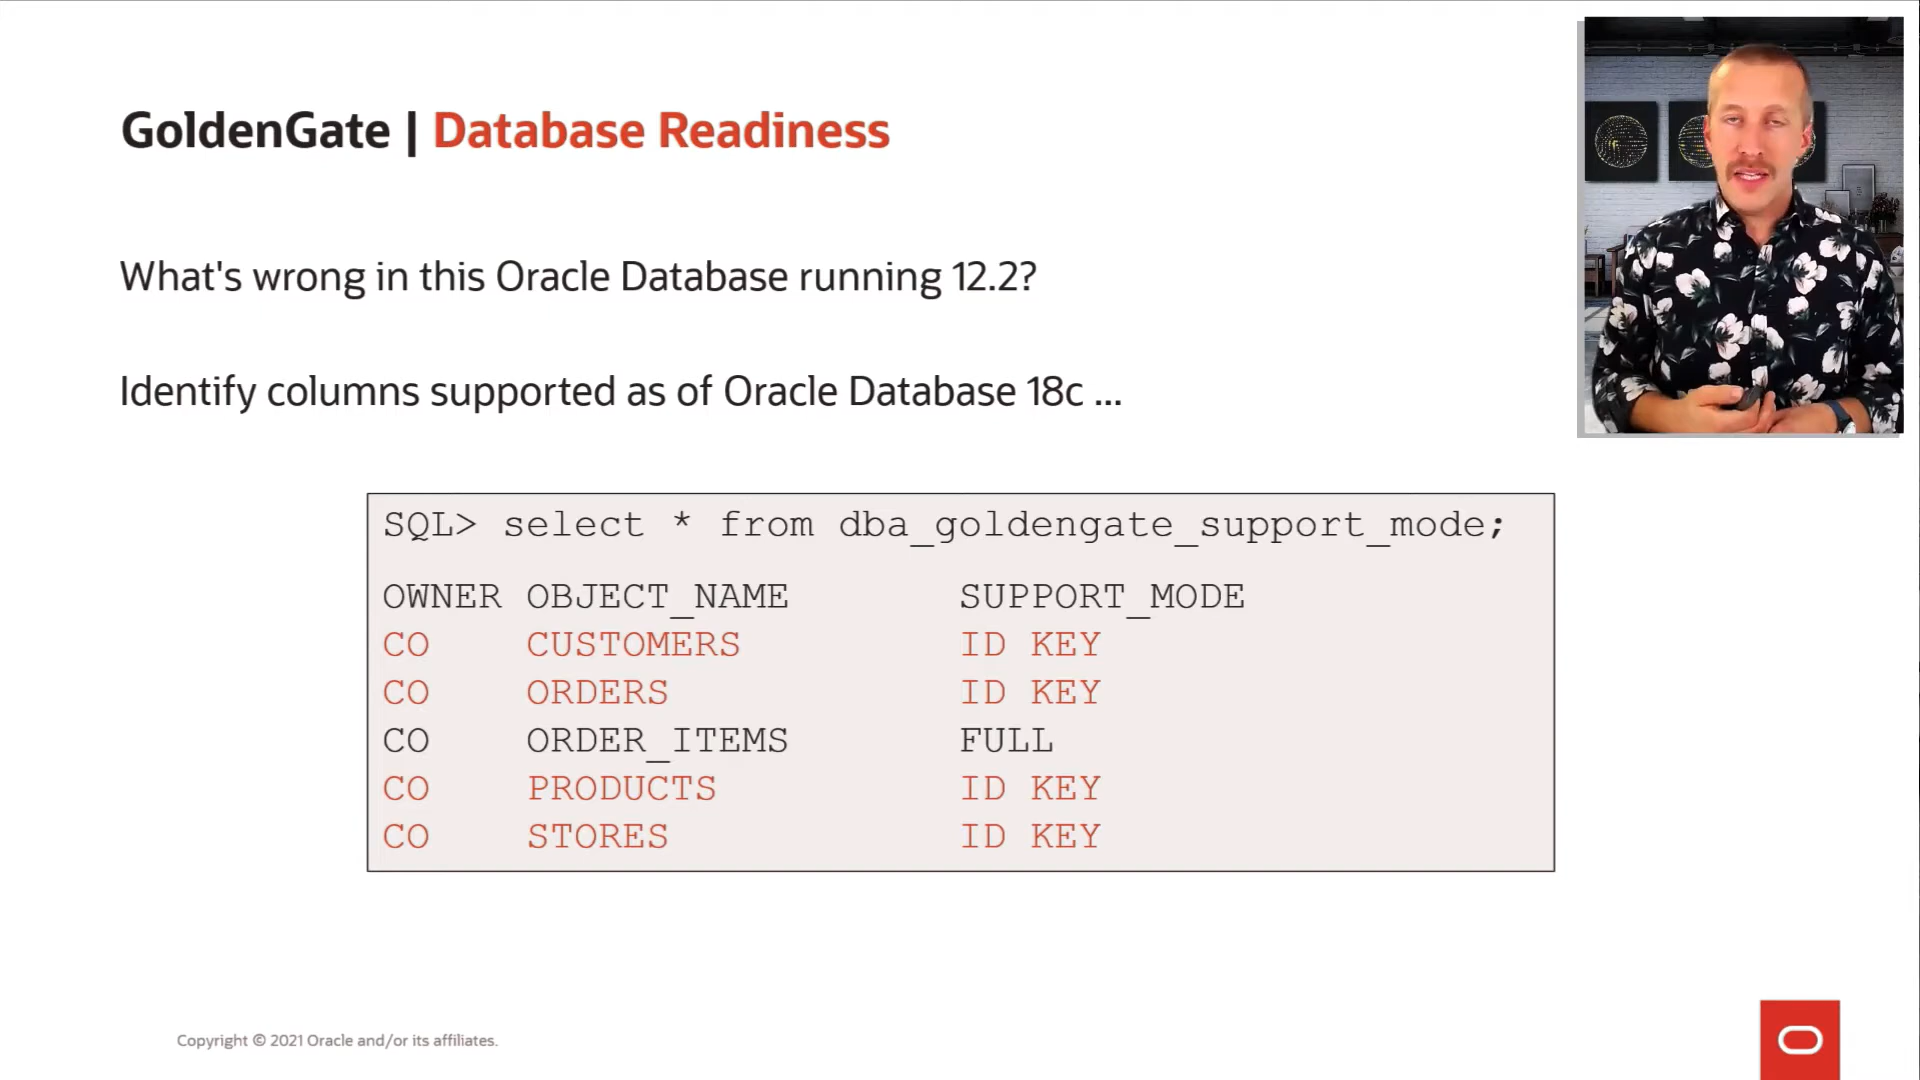 GoldenGate | Database Readiness
What's wrong in this Oracle Database running 12.2?
Identify columns supported as of Oracle Database 18c ...
SQL> select * from dba_goldengate_support_mode;
OWNER OBJECT_NAME SUPPORT_MODE
CO CUSTOMERS ID KEY
CO ORDERS ID KEY
CO ORDER_ITEMS FULL
CO PRODUCTS ID KEY
CO STORES ID KEY
Copyright © 2021 Oracle and/or its affiliates.